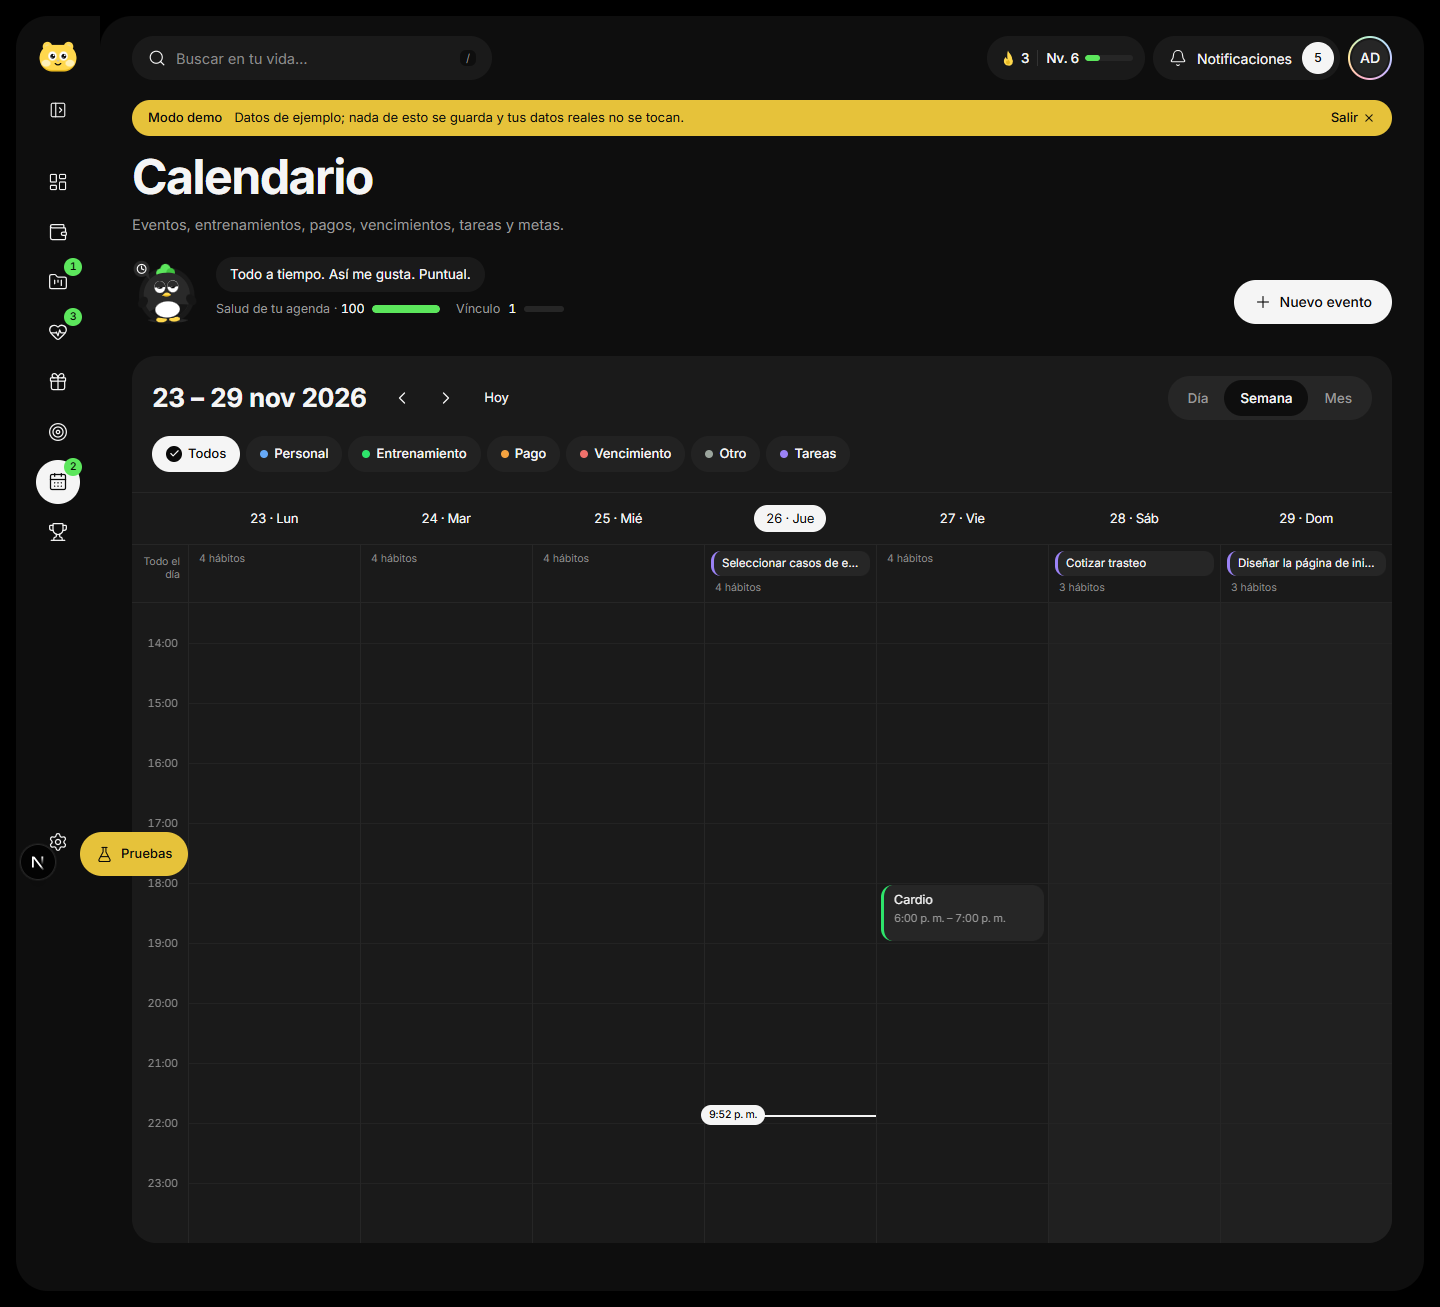 Buscar en tu vida...
/
3
Nv. 6
Notificaciones
5
AD
Modo demo Datos de ejemplo; nada de esto se guarda y tus datos reales no se tocan.
Salir
Calendario
Eventos, entrenamientos, pagos, vencimientos, tareas y metas.
1
3
2
Todo a tiempo. Así me gusta. Puntual.
Salud de tu agenda · 100
Vínculo 1
Nuevo evento
23 – 29 nov 2026
Hoy
Día
Semana
Mes
Todos
Personal
Entrenamiento
Pago
Vencimiento
Otro
Tareas
23 · Lun
24 · Mar
25 · Mié
26 · Jue
27 · Vie
28 · Sáb
29 · Dom
Todo el
día
4 hábitos
4 hábitos
4 hábitos
Seleccionar casos de e...
4 hábitos
4 hábitos
Cotizar trasteo
3 hábitos
Diseñar la página de ini...
3 hábitos
14:00
15:00
16:00
17:00
N
Pruebas
18:00
Cardio
6:00 p. m. – 7:00 p. m.
19:00
20:00
21:00
9:52 p. m.
22:00
23:00